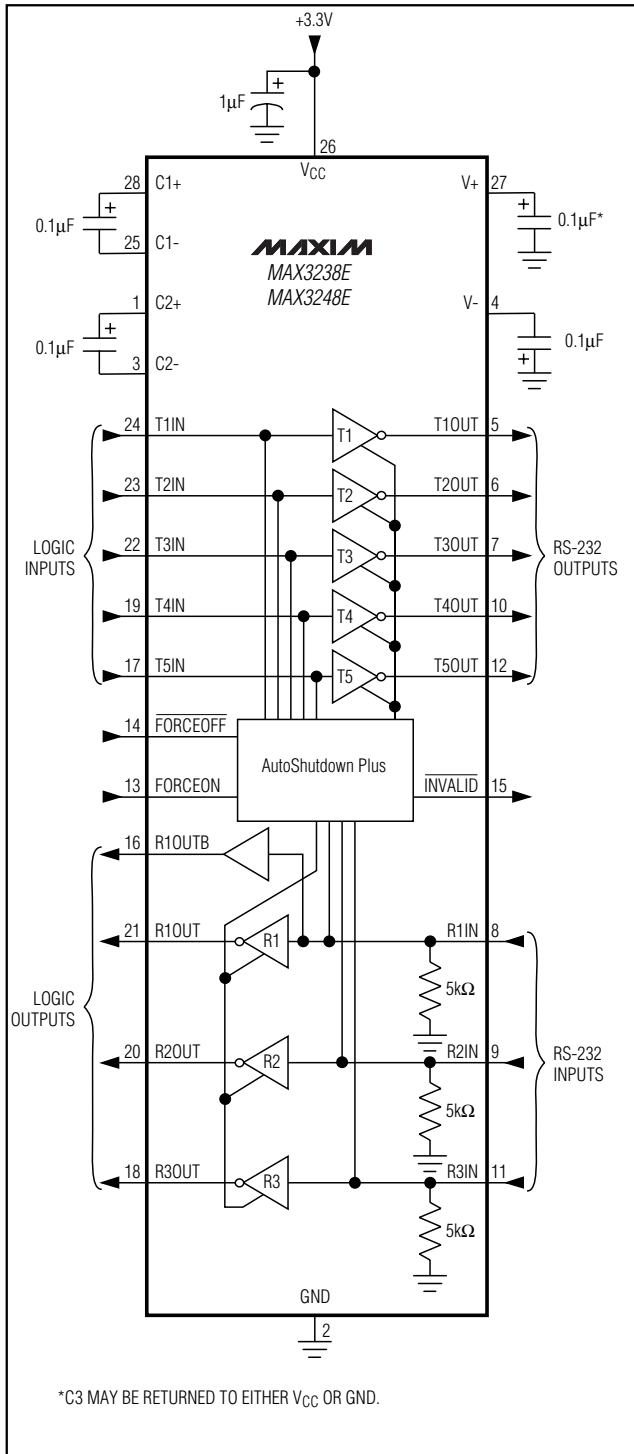 +3.3V
1µF
+
26
VCC
28 C1+ V+ 27
+ 0.1µF + 0.1µF*
25 C1-
MAXIM
MAX3238E
MAX3248E
1 C2+ V- 4
+ 0.1µF + 0.1µF
3 C2-
24 T1IN T1 T1OUT 5
23 T2IN T2 T2OUT 6
LOGIC INPUTS
22 T3IN T3 T3OUT 7
RS-232 OUTPUTS
19 T4IN T4 T4OUT 10
17 T5IN T5 T5OUT 12
14 FORCEOFF
AutoShutdown Plus
13 FORCEON INVALID 15
16 R1OUTB
21 R1OUT R1 R1IN 8
5kΩ
LOGIC OUTPUTS
20 R2OUT R2 R2IN 9
RS-232 INPUTS
5kΩ
18 R3OUT R3 R3IN 11
5kΩ
GND
2
*C3 MAY BE RETURNED TO EITHER VCC OR GND.